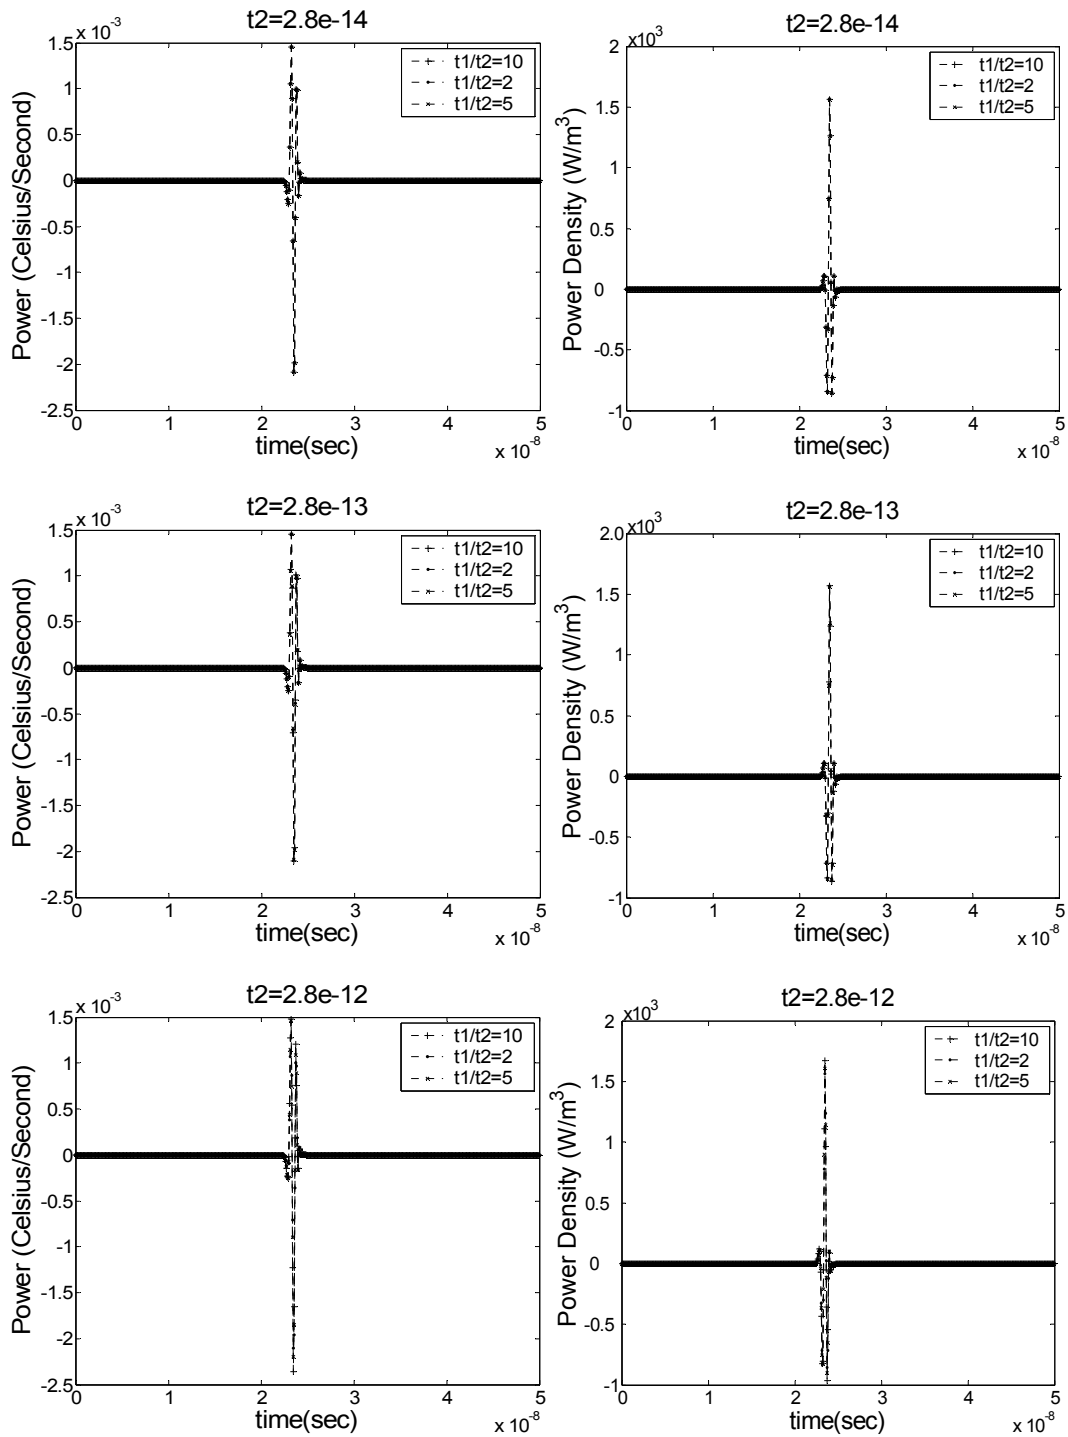 t2=2.8e-14
x 10^-3
1.5
1
0.5
0
-0.5
-1
-1.5
-2
-2.5
Power (Celsius/Second)
t1/t2=10
t1/t2=2
t1/t2=5
0 1 2 3 4 5
time(sec)
x 10^-8
t2=2.8e-14
x10^3
2
1.5
1
0.5
0
-0.5
-1
Power Density (W/m^3)
t1/t2=10
t1/t2=2
t1/t2=5
0 1 2 3 4 5
time(sec)
x 10^-8
t2=2.8e-13
x 10^-3
1.5
1
0.5
0
-0.5
-1
-1.5
-2
-2.5
Power (Celsius/Second)
t1/t2=10
t1/t2=2
t1/t2=5
0 1 2 3 4 5
time(sec)
x 10^-8
t2=2.8e-13
x10^3
2.0
1.5
1
0.5
0
-0.5
-1
Power Density (W/m^3)
t1/t2=10
t1/t2=2
t1/t2=5
0 1 2 3 4 5
time(sec)
x 10^-8
t2=2.8e-12
x 10^-3
1.5
1
0.5
0
-0.5
-1
-1.5
-2
-2.5
Power (Celsius/Second)
t1/t2=10
t1/t2=2
t1/t2=5
0 1 2 3 4 5
time(sec)
x 10^-8
t2=2.8e-12
x10^3
2
1.5
1
0.5
0
-0.5
-1
Power Density (W/m^3)
t1/t2=10
t1/t2=2
t1/t2=5
0 1 2 3 4 5
time(sec)
x 10^-8